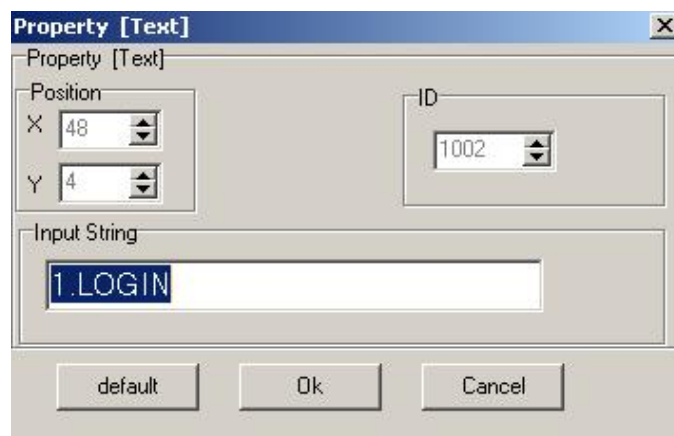 Property [Text]
Property [Text]
Position
ID
X 48
1002
Y 4
Input String
1.LOGIN
default Ok Cancel